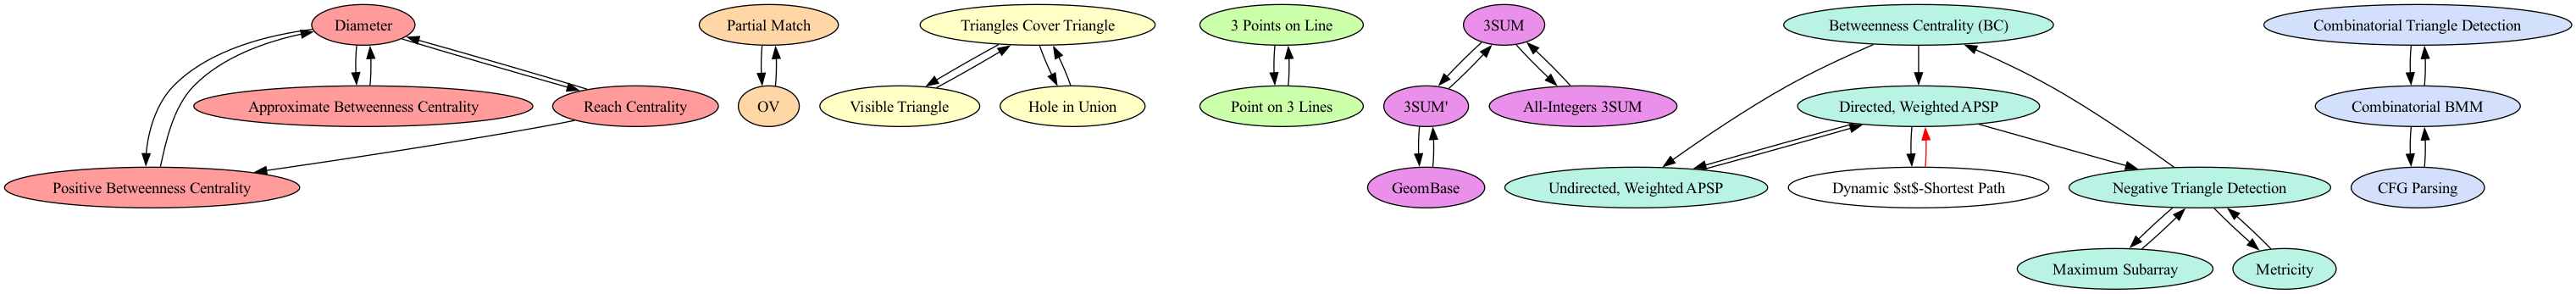 Diameter
Partial Match
Triangles Cover Triangle
3 Points on Line
3SUM
Betweenness Centrality (BC)
Combinatorial Triangle Detection
Approximate Betweenness Centrality
Reach Centrality
OV
Visible Triangle
Hole in Union
Point on 3 Lines
3SUM'
All-Integers 3SUM
Directed, Weighted APSP
Combinatorial BMM
Positive Betweenness Centrality
GeomBase
Undirected, Weighted APSP
Dynamic $st$-Shortest Path
Negative Triangle Detection
CFG Parsing
Maximum Subarray
Metricity